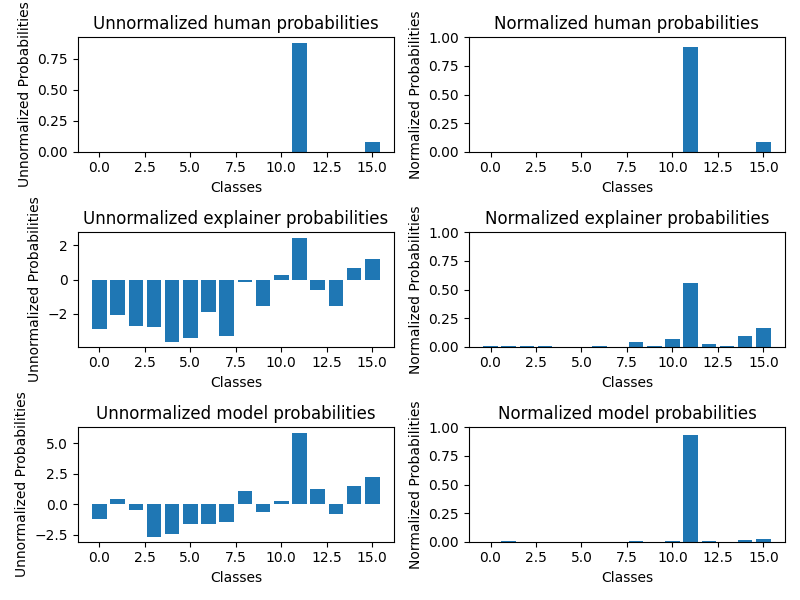 Unnormalized human probabilities
Unnormalized Probabilities
0.75
0.50
0.25
0.00
0.0 2.5 5.0 7.5 10.0 12.5 15.0
Classes
Normalized human probabilities
Normalized Probabilities
1.00
0.75
0.50
0.25
0.00
0.0 2.5 5.0 7.5 10.0 12.5 15.0
Classes
Unnormalized explainer probabilities
Unnormalized Probabilities
2
0
−2
0.0 2.5 5.0 7.5 10.0 12.5 15.0
Classes
Normalized explainer probabilities
Normalized Probabilities
1.00
0.75
0.50
0.25
0.00
0.0 2.5 5.0 7.5 10.0 12.5 15.0
Classes
Unnormalized model probabilities
Unnormalized Probabilities
5.0
2.5
0.0
−2.5
0.0 2.5 5.0 7.5 10.0 12.5 15.0
Classes
Normalized model probabilities
Normalized Probabilities
1.00
0.75
0.50
0.25
0.00
0.0 2.5 5.0 7.5 10.0 12.5 15.0
Classes